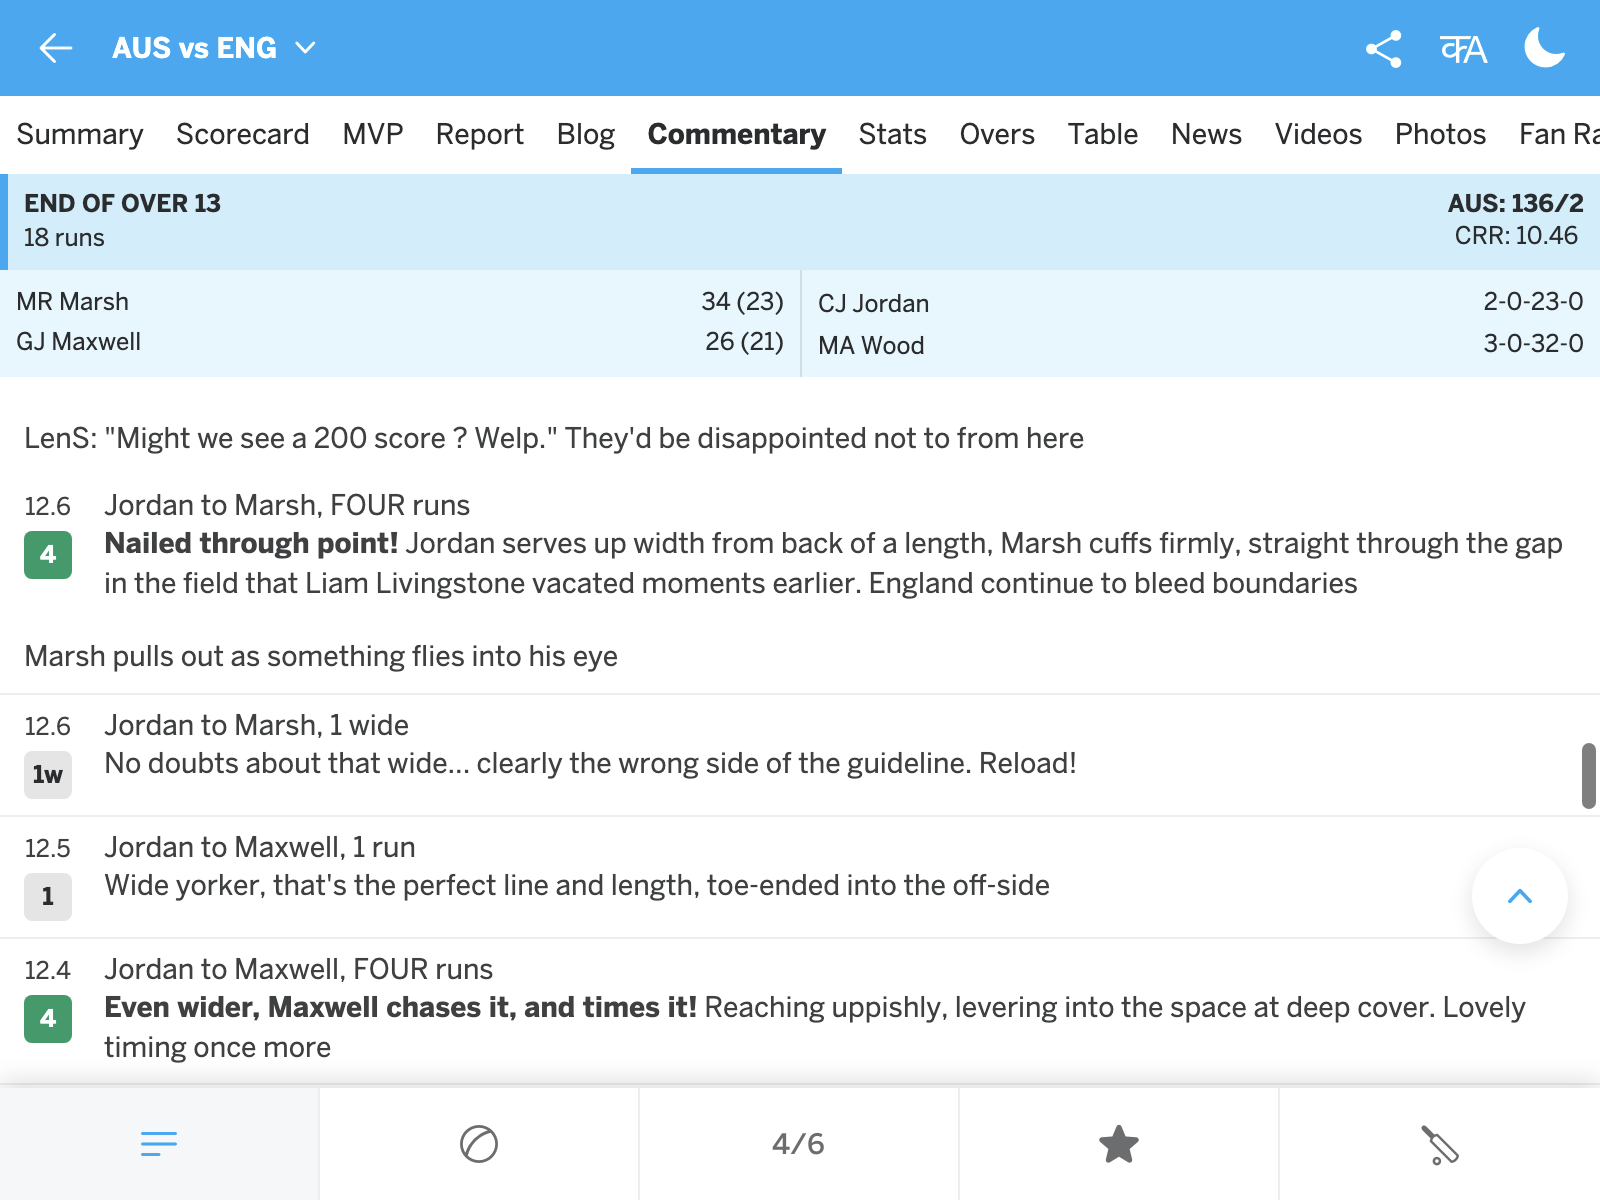 AUS vs ENG
Summary Scorecard MVP Report Blog Commentary Stats Overs Table News Videos Photos Fan Ra
END OF OVER 13 AUS: 136/2
18 runs CRR: 10.46
MR Marsh 34 (23) CJ Jordan 2-0-23-0
GJ Maxwell 26 (21) MA Wood 3-0-32-0
LenS: "Might we see a 200 score ? Welp." They'd be disappointed not to from here
12.6 Jordan to Marsh, FOUR runs
4 Nailed through point! Jordan serves up width from back of a length, Marsh cuffs firmly, straight through the gap
in the field that Liam Livingstone vacated moments earlier. England continue to bleed boundaries
Marsh pulls out as something flies into his eye
12.6 Jordan to Marsh, 1 wide
1w No doubts about that wide... clearly the wrong side of the guideline. Reload!
12.5 Jordan to Maxwell, 1 run
1 Wide yorker, that's the perfect line and length, toe-ended into the off-side
12.4 Jordan to Maxwell, FOUR runs
4 Even wider, Maxwell chases it, and times it! Reaching uppishly, levering into the space at deep cover. Lovely
timing once more
4/6